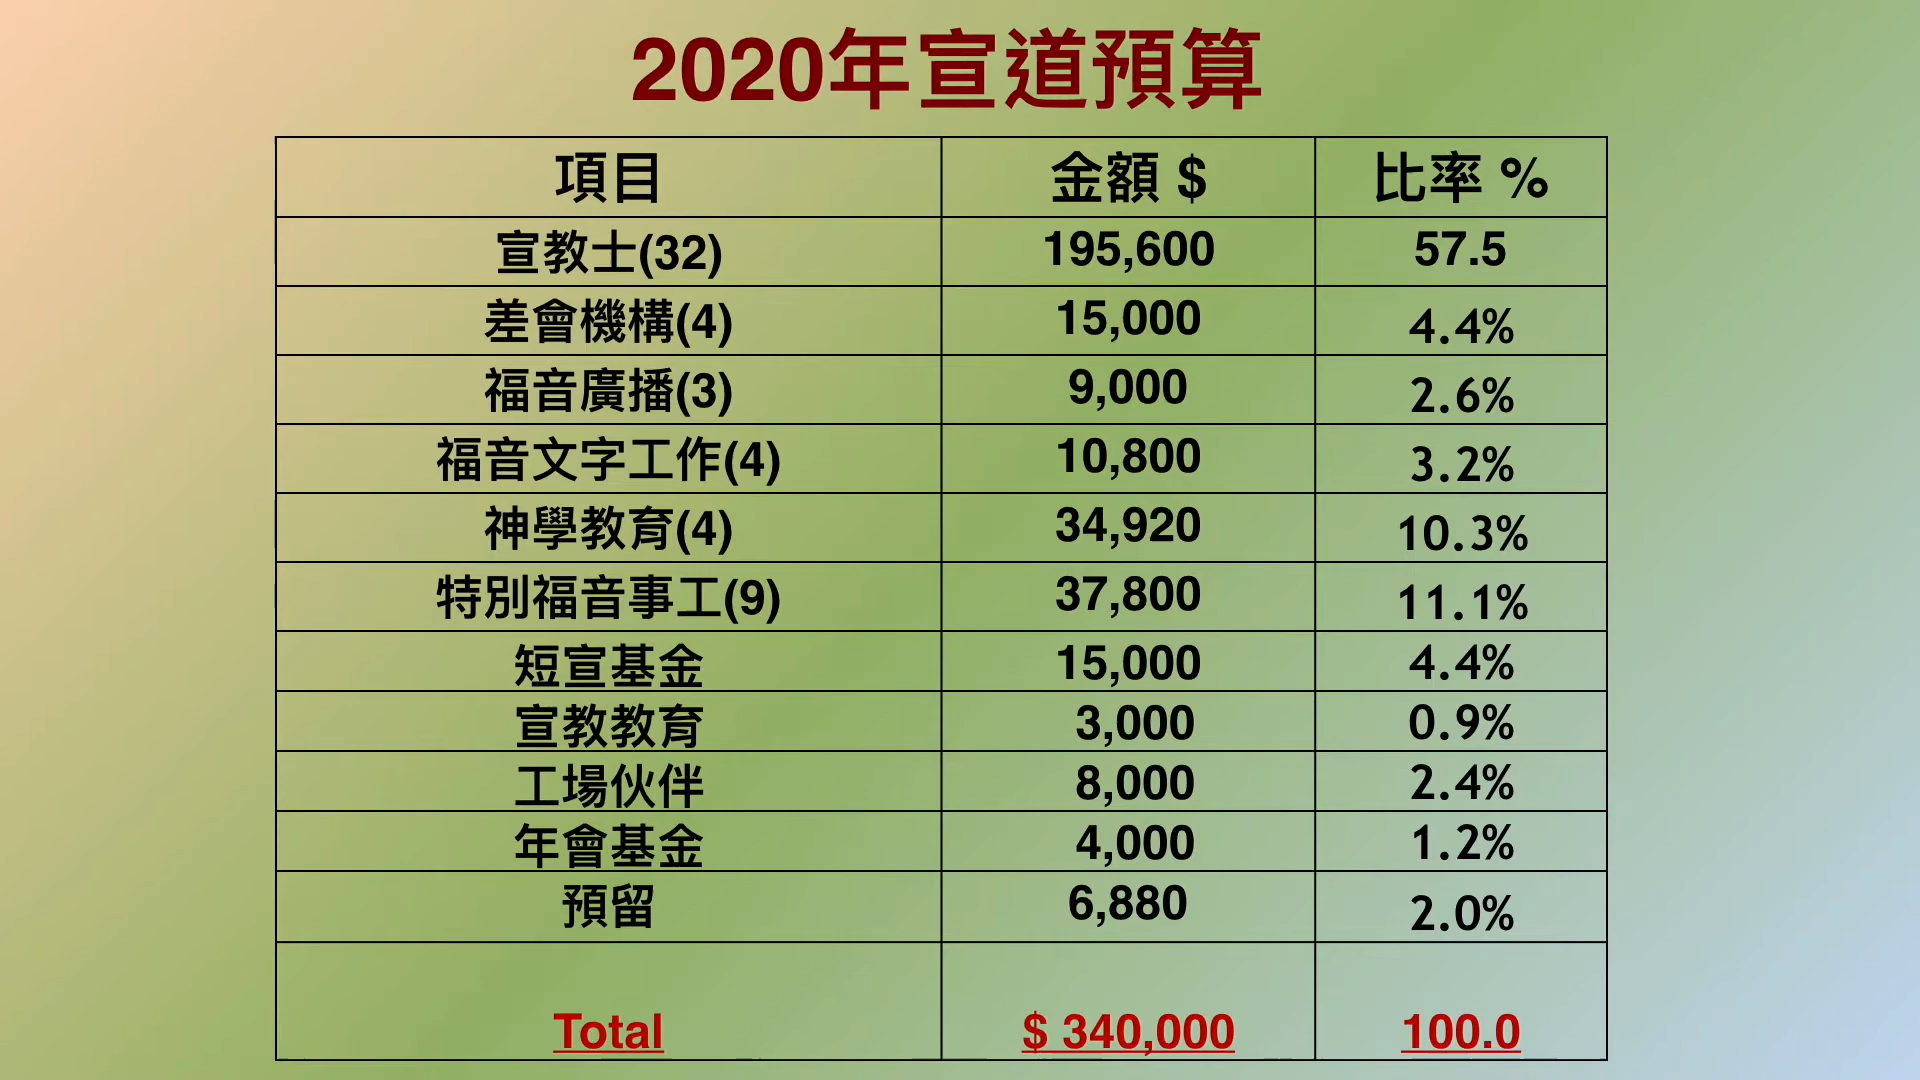 2020年宣道預算
項目 金額 $ 比率 %
宣教士(32) 195,600 57.5
差會機構(4) 15,000 4.4%
福音廣播(3) 9,000 2.6%
福音文字工作(4) 10,800 3.2%
神學教育(4) 34,920 10.3%
特別福音事工(9) 37,800 11.1%
短宣基金 15,000 4.4%
宣教教育 3,000 0.9%
工場伙伴 8,000 2.4%
年會基金 4,000 1.2%
預留 6,880 2.0%
Total $ 340,000 100.0